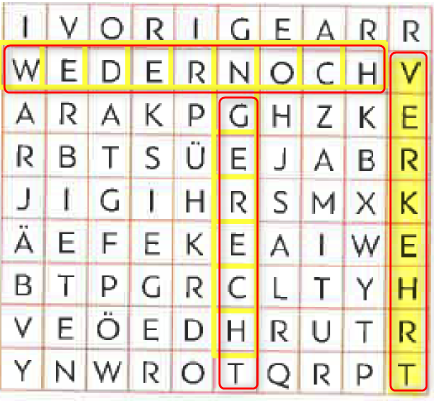 I V O R I G E A R R
W E D E R N O C H V
A R A K P G H Z K E
R B T S Ü E J A B R
J I G I H R S M X K
Ä E F E K E A I W E
B T P G R C L T Y H
V E Ö E D H R U T R
Y N W R O T Q R P T